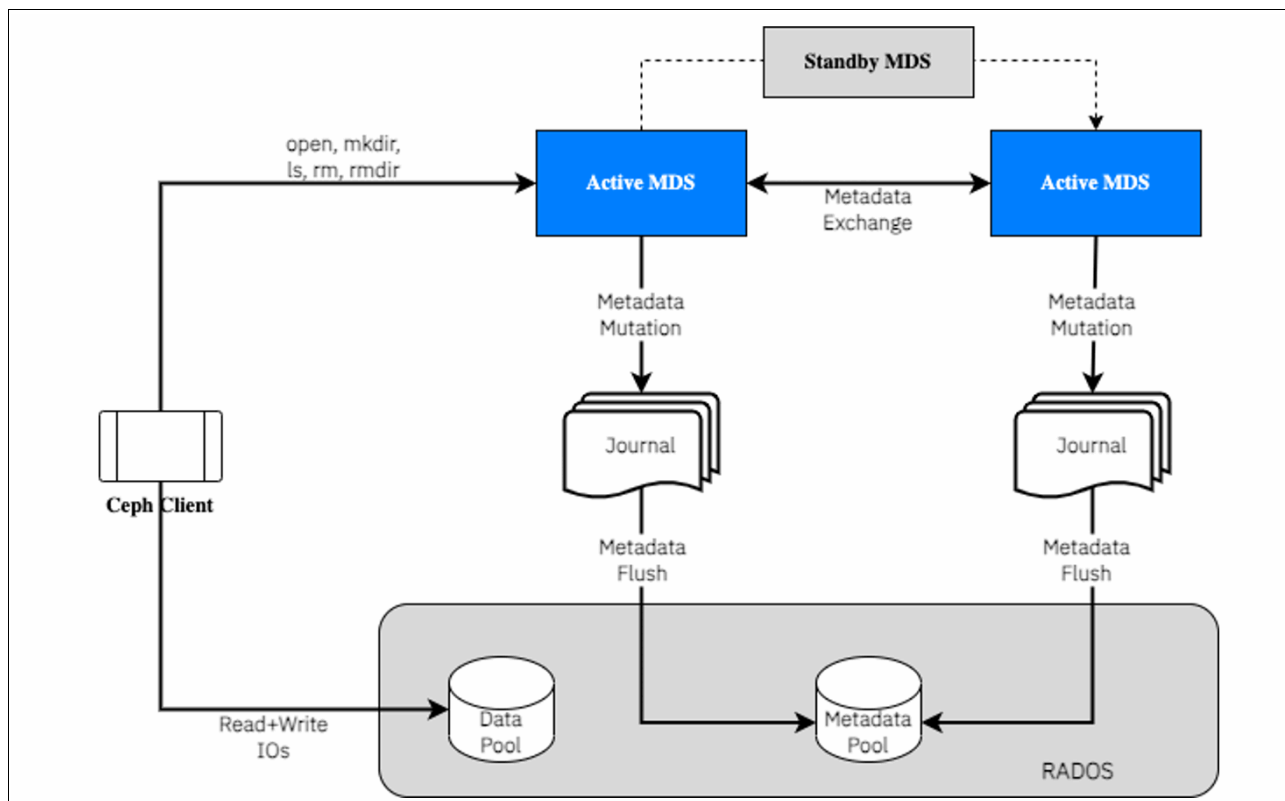 Standby MDS
open, mkdir,
ls, rm, rmdir
Active MDS
Metadata
Exchange
Active MDS
Metadata
Mutation
Metadata
Mutation
Journal
Journal
Ceph Client
Metadata
Flush
Metadata
Flush
Read+Write
IOs
Data
Pool
Metadata
Pool
RADOS